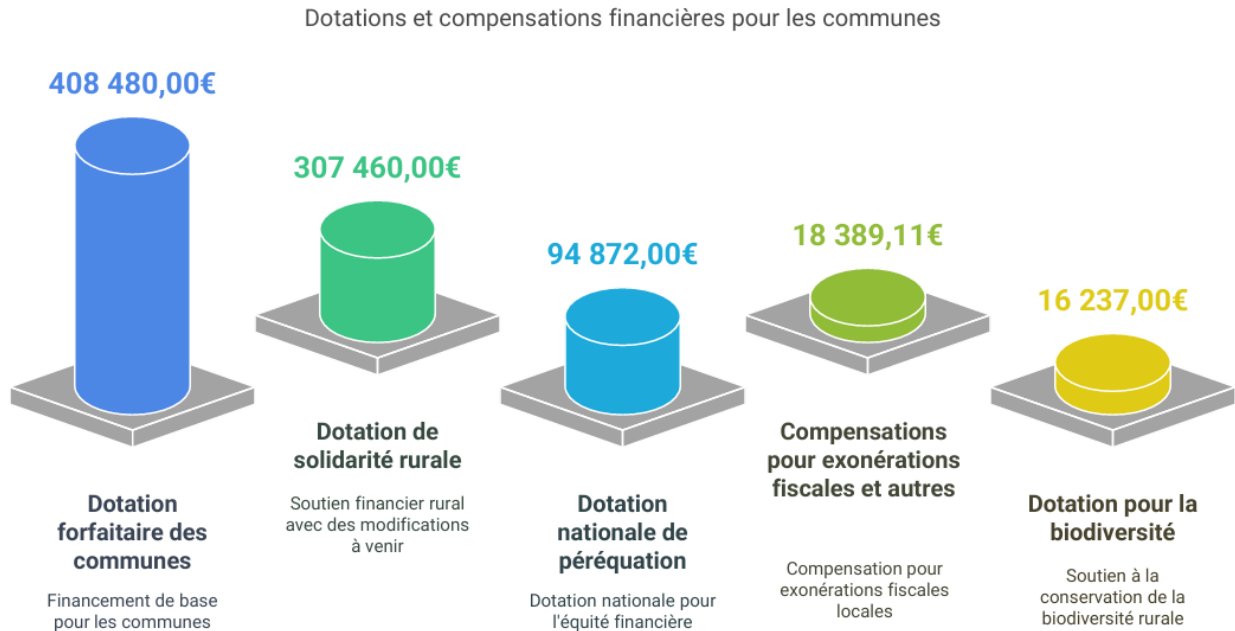 Dotations et compensations financières pour les communes
408 480,00€
Dotation
forfaitaire des
communes
Financement de base
pour les communes
307 460,00€
Dotation de
solidarité rurale
Soutien financier rural
avec des modifications
à venir
94 872,00€
Dotation
nationale de
péréquation
Dotation nationale pour
l'équité financière
18 389,11€
Compensations
pour exonérations
fiscales et autres
Compensation pour
exonérations fiscales
locales
16 237,00€
Dotation pour la
biodiversité
Soutien à la
conservation de la
biodiversité rurale